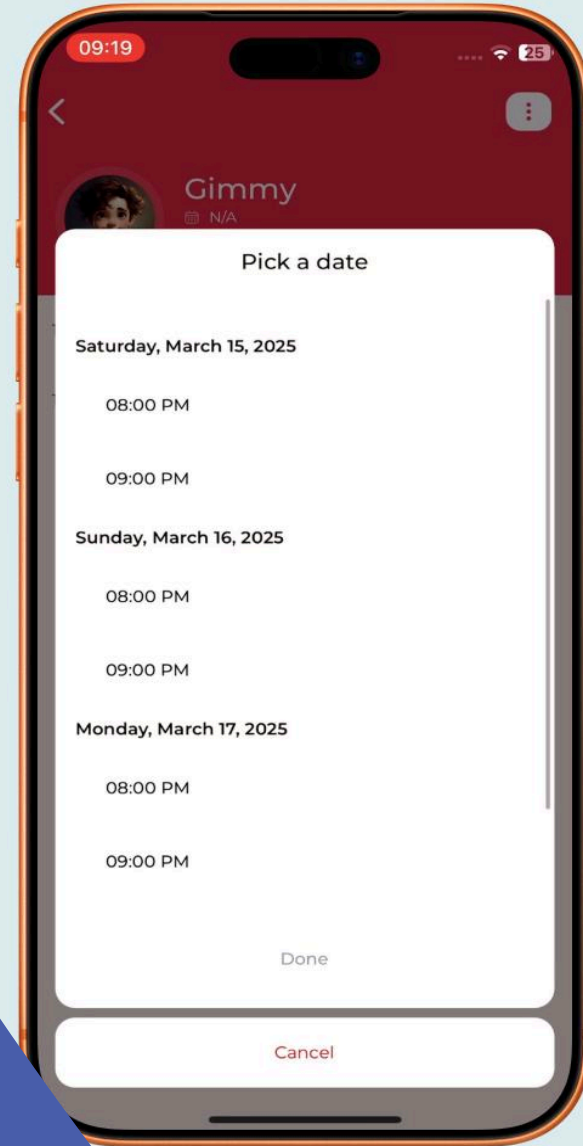 09:19
25
Gimmy
N/A
Pick a date
Saturday, March 15, 2025
08:00 PM
09:00 PM
Sunday, March 16, 2025
08:00 PM
09:00 PM
Monday, March 17, 2025
08:00 PM
09:00 PM
Done
Cancel